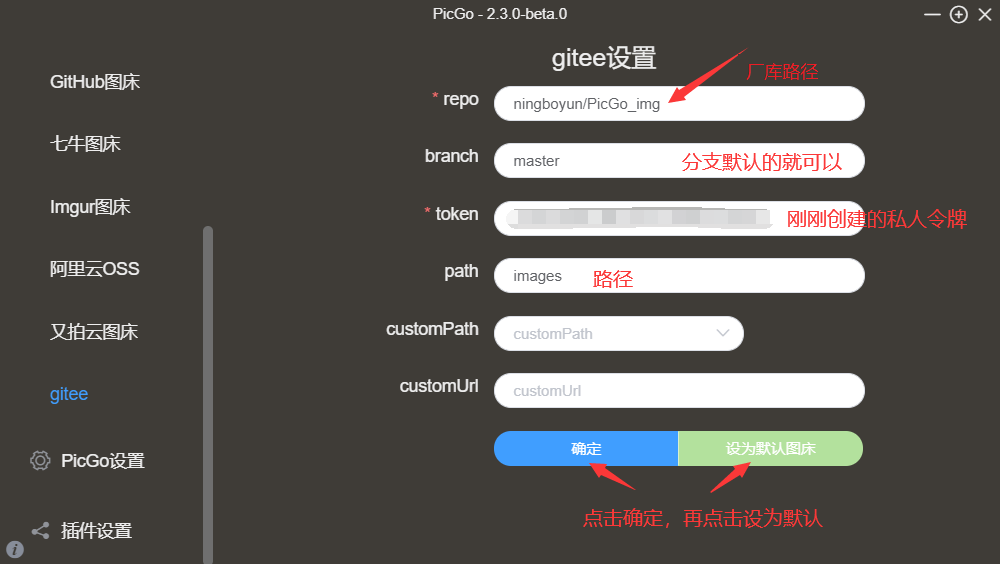 PicGo - 2.3.0-beta.0
GitHub图床
七牛图床
Imgur图床
阿里云OSS
又拍云图床
gitee
PicGo设置
插件设置
gitee设置
厂库路径
* repo
ningboyun/PicGo_img
branch
master
分支默认的就可以
* token
刚刚创建的私人令牌
path
images
路径
customPath
customPath
customUrl
customUrl
确定
设为默认图床
点击确定，再点击设为默认